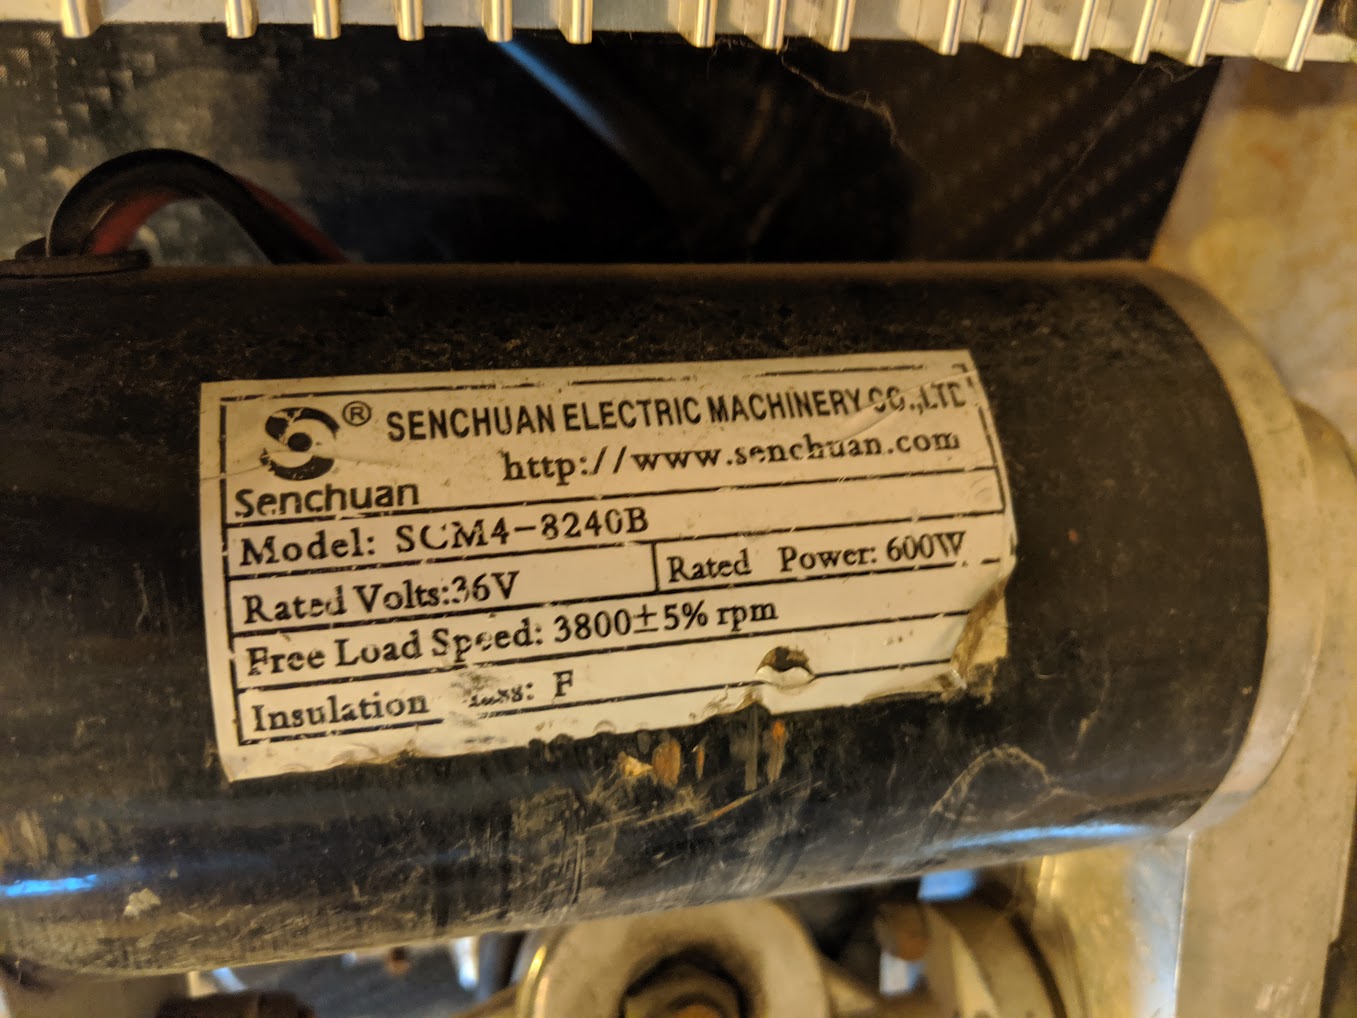 ® SENCHUAN ELECTRIC MACHINERY CO.,LTD
http://www.senchuan.com
Senchuan
Model: SCM4-8240B
Rated Volts:36V Rated Power: 600W
Free Load Speed: 3800±5% rpm
Insulation F